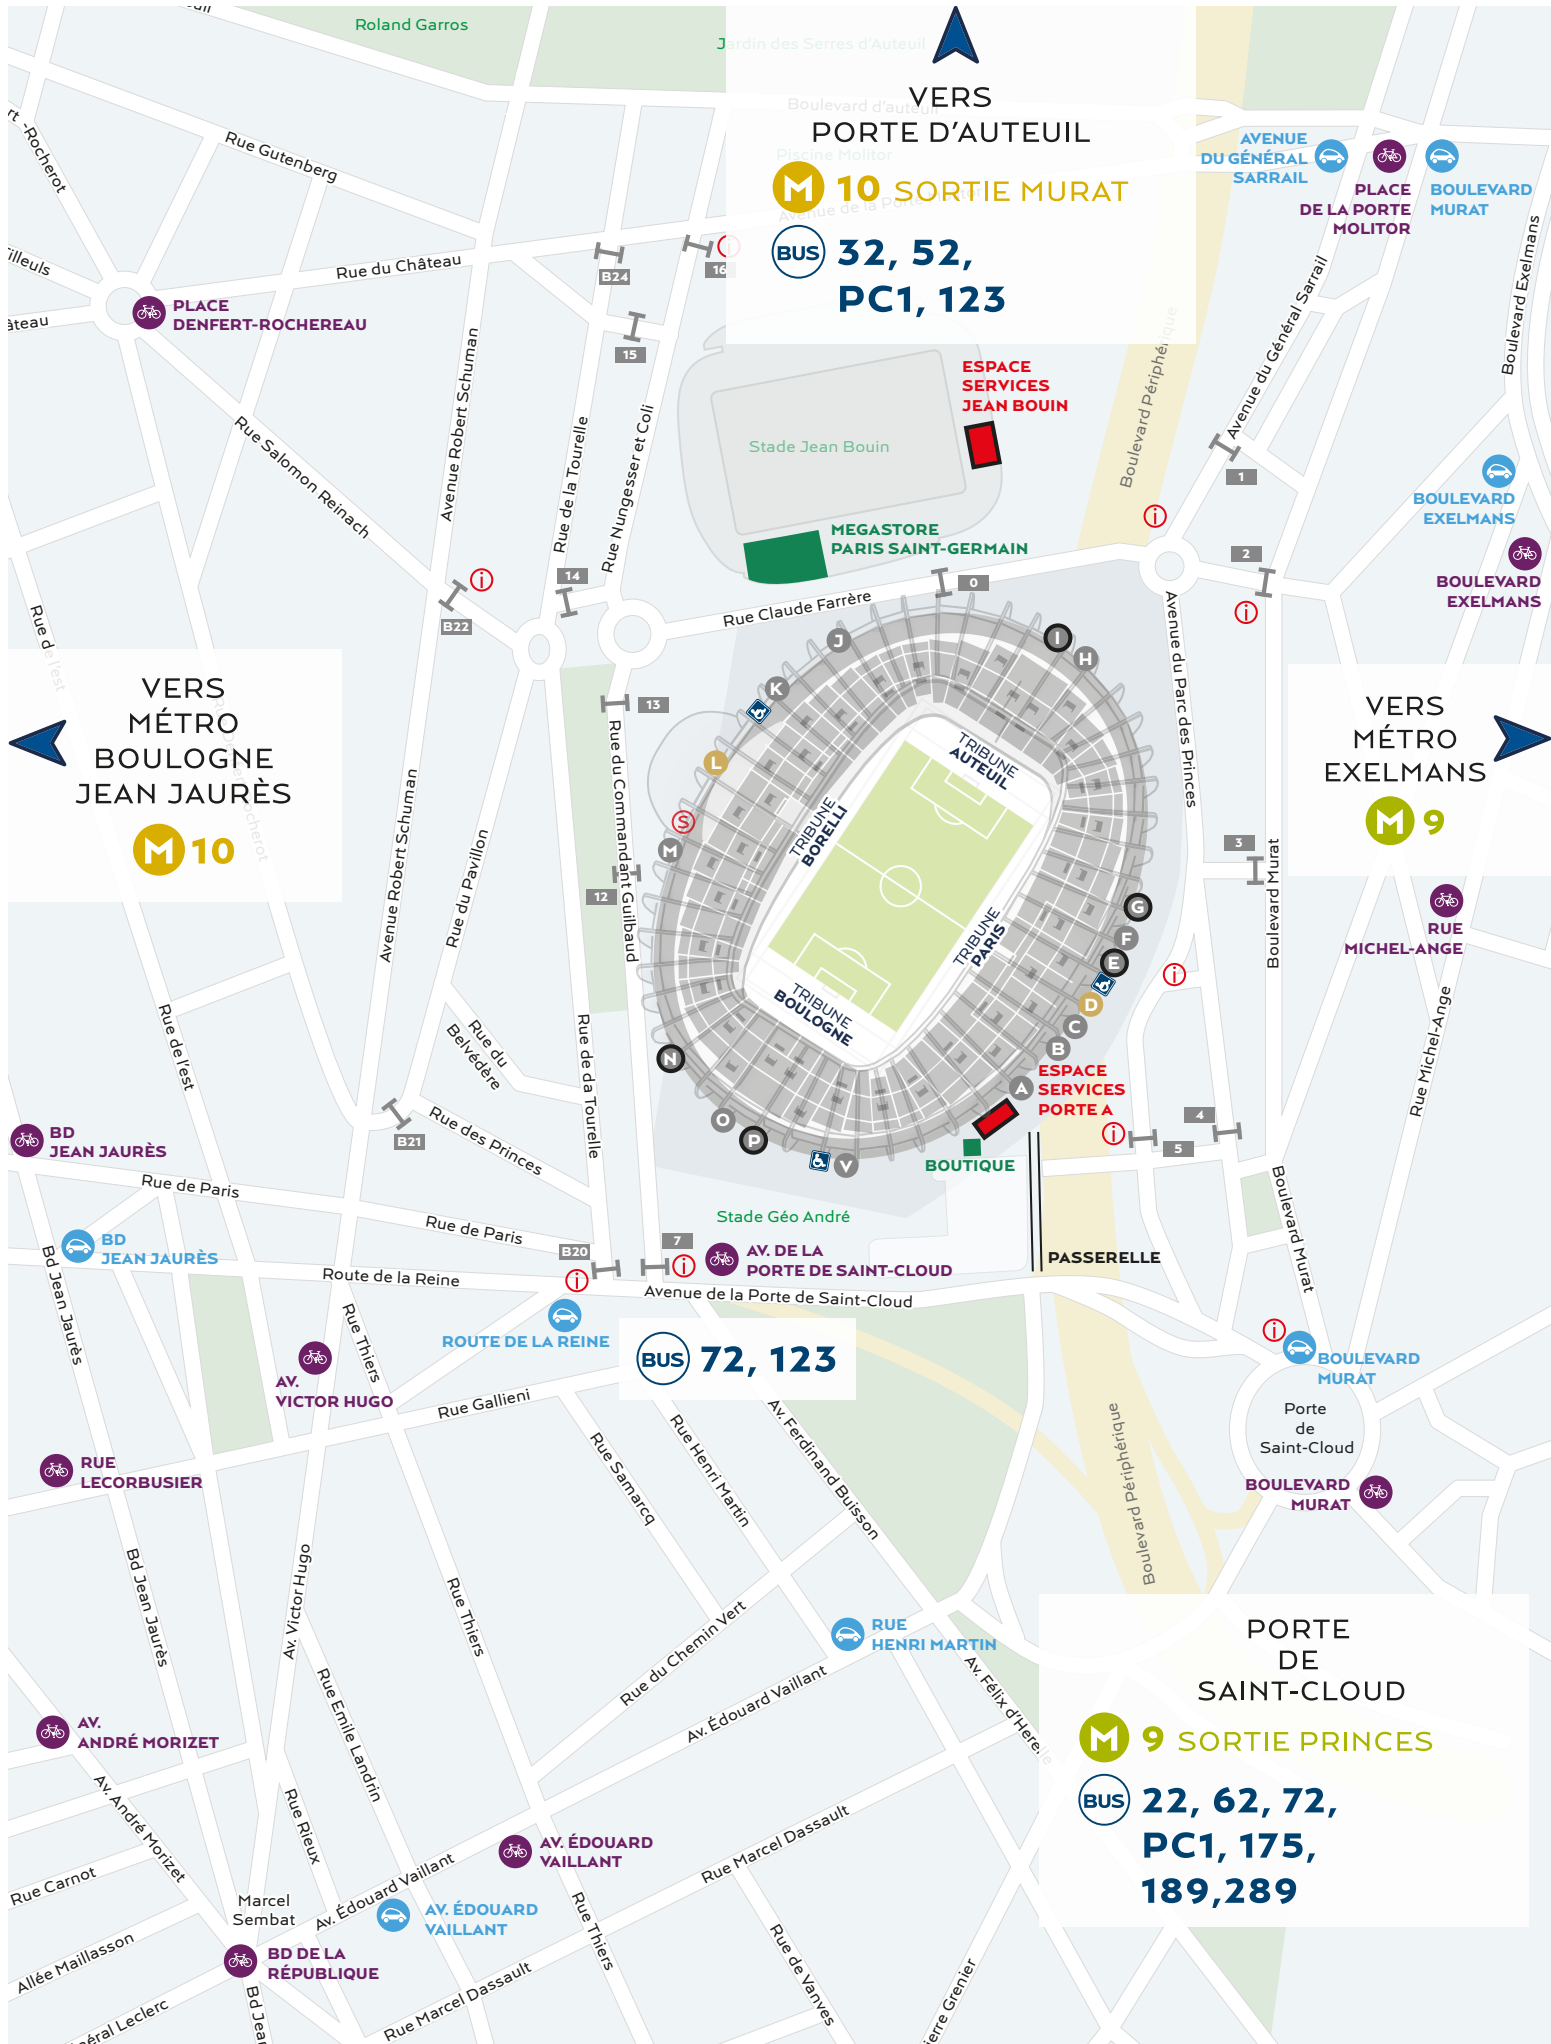 Roland Garros
Jardin des Serres d'Auteuil
VERS
PORTE D'AUTEUIL
Boulevard d'auteuil
Piscine Molitor
M 10 SORTIE MURAT
BUS 32, 52,
PC1, 123
AVENUE
DU GÉNÉRAL
SARRAIL
PLACE
DE LA PORTE
MOLITOR
BOULEVARD
MURAT
Rue Gutenberg
Rue du Château
B24
16
15
PLACE
DENFERT-ROCHEREAU
Avenue Robert Schuman
Rue Salomon Reinach
Rue de la Tourelle
Rue Nungesser et Coli
Stade Jean Bouin
ESPACE
SERVICES
JEAN BOUIN
Boulevard Périphérique
Avenue du Général Sarrail
Boulevard Exelmans
1
BOULEVARD
EXELMANS
BOULEVARD
EXELMANS
MEGASTORE
PARIS SAINT-GERMAIN
2
0
14
B22
Rue Claude Farrère
Avenue du Parc des Princes
Rue de l'est
VERS
MÉTRO
BOULOGNE
JEAN JAURÈS
M 10
VERS
MÉTRO
EXELMANS
M 9
13
Rue du Commandant Guilbaud
12
J
I
H
K
L
S
M
G
F
E
D
C
B
A
N
O
P
V
TRIBUNE
AUTEUIL
TRIBUNE
BORELLI
TRIBUNE
PARIS
TRIBUNE
BOULOGNE
3
Boulevard Murat
RUE
MICHEL-ANGE
Rue Michel-Ange
Avenue Robert Schuman
Rue du Pavillon
Rue du
Belvédère
Rue de l'est
Rue de da Tourelle
ESPACE
SERVICES
PORTE A
4
5
BOUTIQUE
B21
Rue des Princes
BD
JEAN JAURÈS
Rue de Paris
Rue de Paris
Stade Géo André
BD
JEAN JAURÈS
Bd Jean Jaurès
Route de la Reine
B20
7
AV. DE LA
PORTE DE SAINT-CLOUD
PASSERELLE
Avenue de la Porte de Saint-Cloud
Boulevard Murat
ROUTE DE LA REINE
BUS 72, 123
BOULEVARD
MURAT
Porte
de
Saint-Cloud
BOULEVARD
MURAT
AV.
VICTOR HUGO
Rue Thiers
Rue Gallieni
RUE
LECORBUSIER
Rue Samarcq
Rue Henri Martin
Av. Ferdinand Buisson
Boulevard Périphérique
Bd Jean Jaurès
Av. Victor Hugo
Rue Thiers
Rue du Chemin Vert
RUE
HENRI MARTIN
Av. Édouard Vaillant
Av. Félix d'Herelle
PORTE
DE
SAINT-CLOUD
M 9 SORTIE PRINCES
BUS 22, 62, 72,
PC1, 175,
189,289
AV.
ANDRÉ MORIZET
Av. André Morizet
Rue Emile Landrin
Rue Rieux
AV. ÉDOUARD
VAILLANT
Rue Marcel Dassault
Rue Carnot
Marcel
Sembat
Av. Édouard Vaillant
AV. ÉDOUARD
VAILLANT
Rue Thiers
Allée Maillasson
BD DE LA
RÉPUBLIQUE
Rue Marcel Dassault
Rue de Vanves